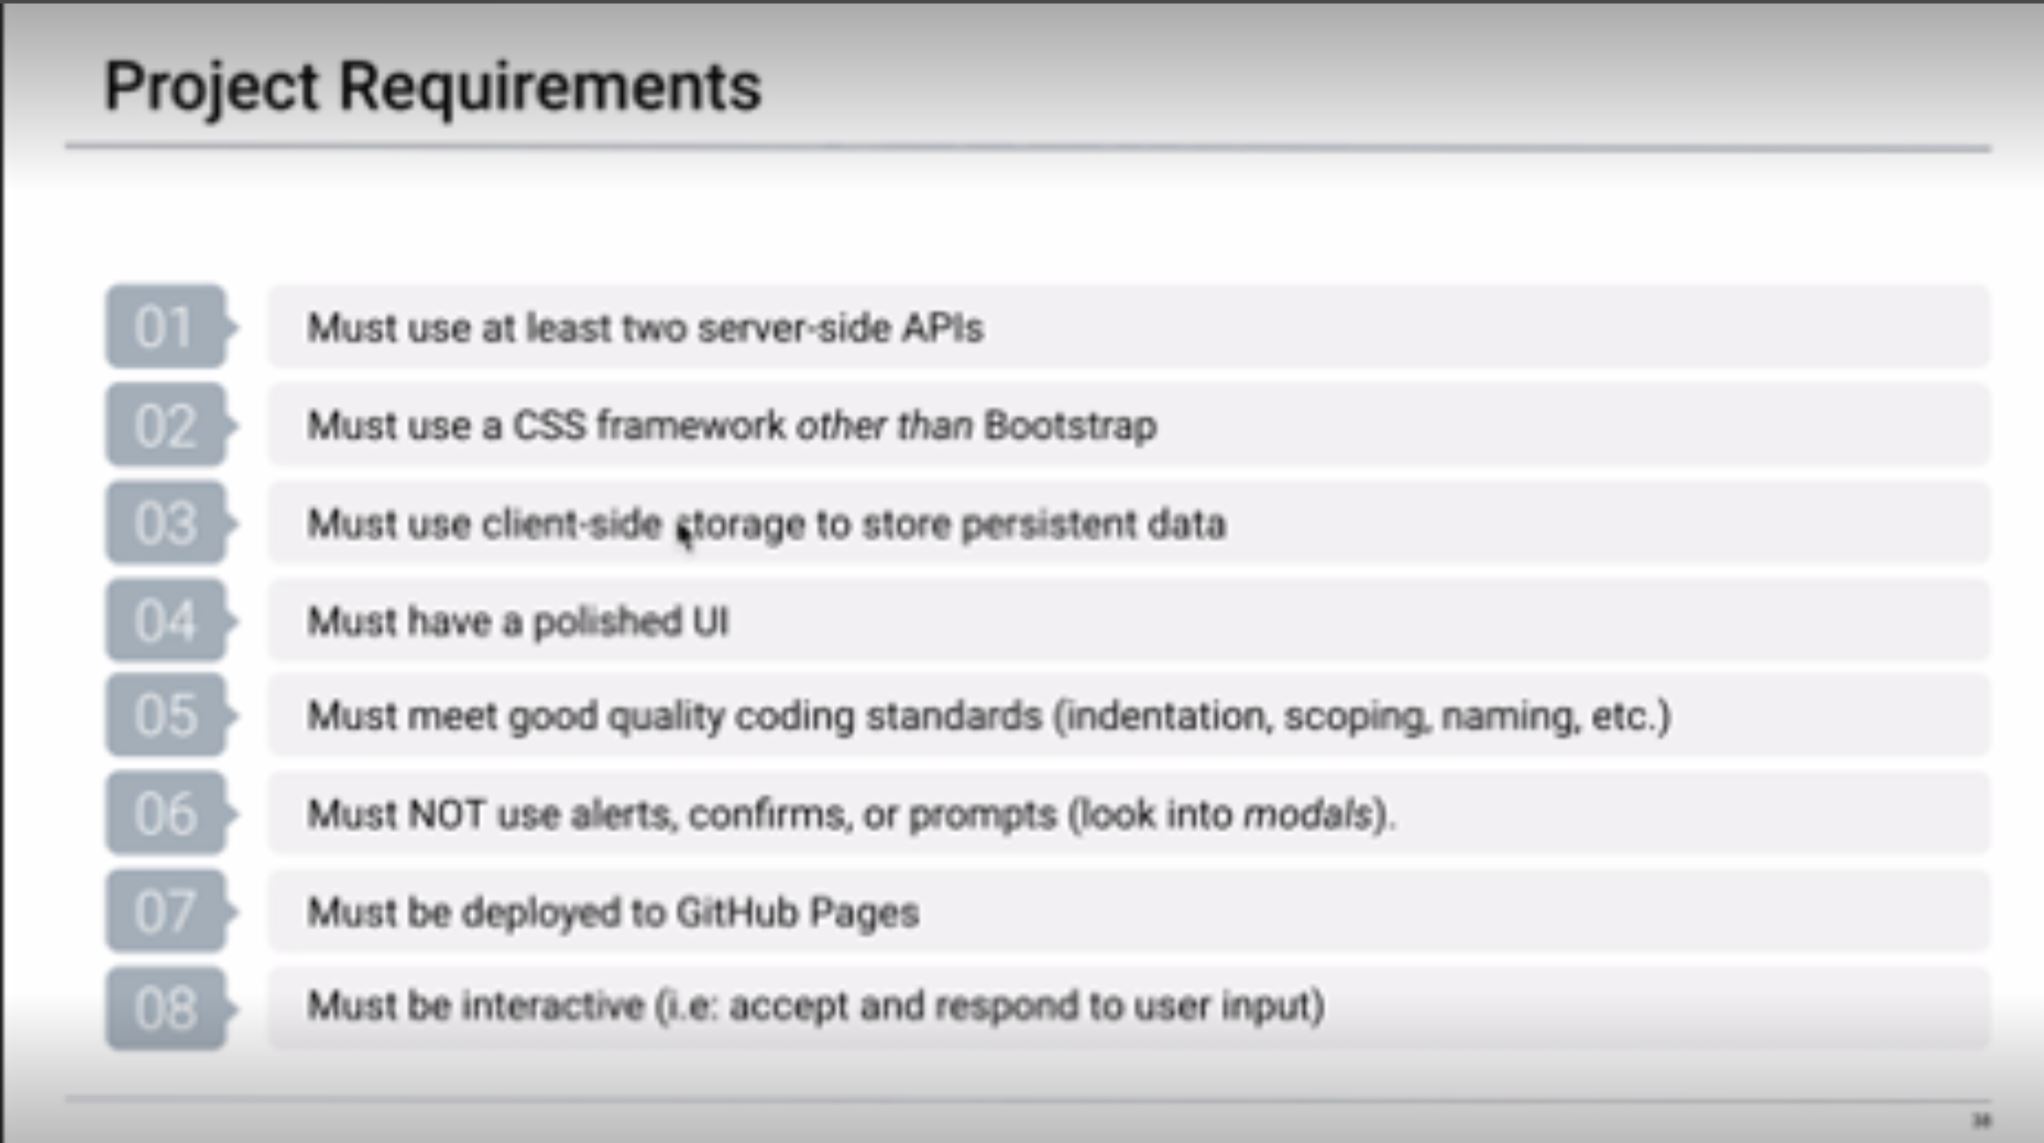 Project Requirements
01 Must use at least two server-side APIs
02 Must use a CSS framework other than Bootstrap
03 Must use client-side storage to store persistent data
04 Must have a polished UI
05 Must meet good quality coding standards (indentation, scoping, naming, etc.)
06 Must NOT use alerts, confirms, or prompts (look into modals).
07 Must be deployed to GitHub Pages
08 Must be interactive (i.e: accept and respond to user input)